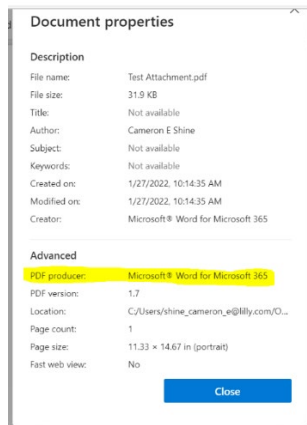 Document properties
Description
File name: Test Attachment.pdf
File size: 31.9 KB
Title: Not available
Author: Cameron E Shine
Subject: Not available
Keywords: Not available
Created on: 1/27/2022, 10:14:35 AM
Modified on: 1/27/2022, 10:14:35 AM
Creator: Microsoft® Word for Microsoft 365
Advanced
PDF producer: Microsoft® Word for Microsoft 365
PDF version: 1.7
Location: C:/Users/shine_cameron_e@lilly.com/O...
Page count: 1
Page size: 11.33 × 14.67 in (portrait)
Fast web view: No
Close